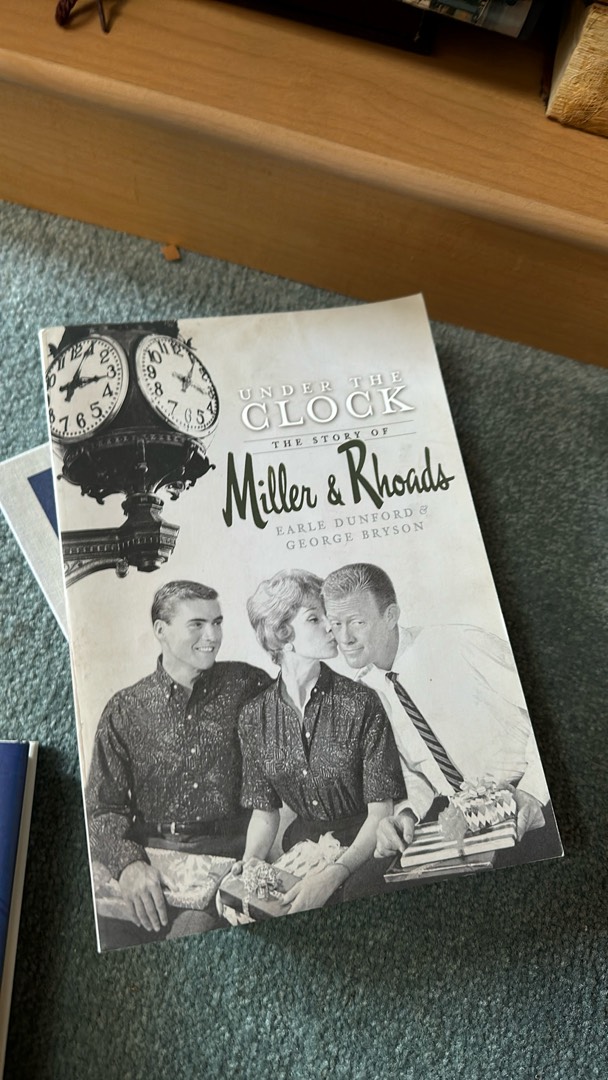 UNDER THE
CLOCK
THE STORY OF
Miller & Rhoads
EARLE DUNFORD &
GEORGE BRYSON